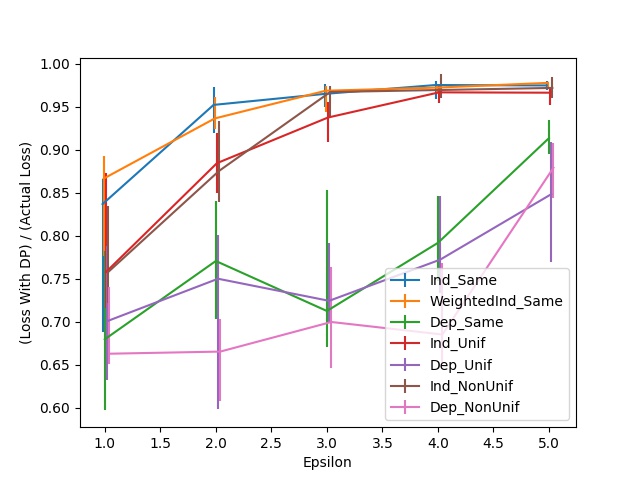 (Loss With DP) / (Actual Loss)
1.00
0.95
0.90
0.85
0.80
0.75
0.70
0.65
0.60
1.0 1.5 2.0 2.5 3.0 3.5 4.0 4.5 5.0
Epsilon
Ind_Same
WeightedInd_Same
Dep_Same
Ind_Unif
Dep_Unif
Ind_NonUnif
Dep_NonUnif